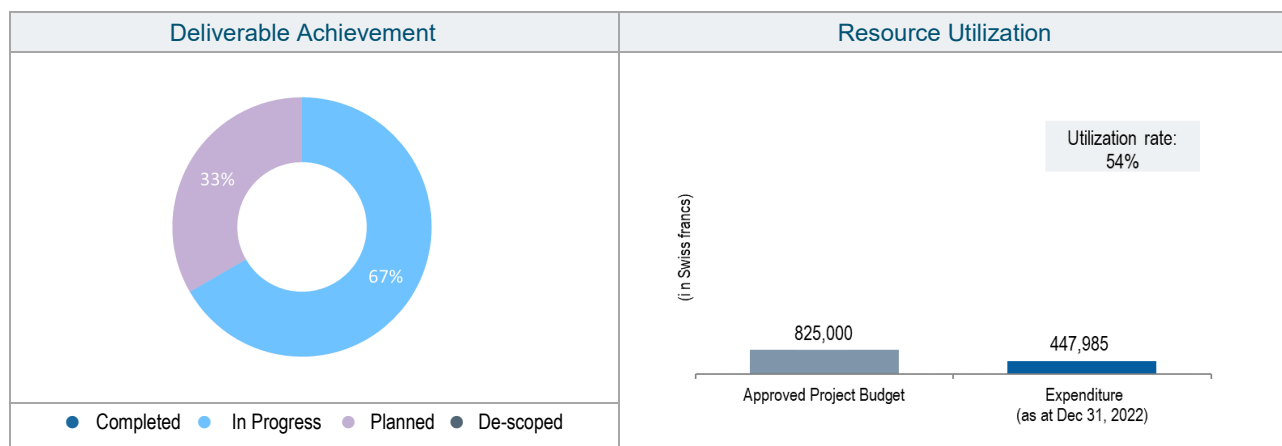 Deliverable Achievement
Resource Utilization
33%
67%
Completed
In Progress
Planned
De-scoped
Utilization rate:
54%
(i n Swiss francs)
825,000
447,985
Approved Project Budget
Expenditure
(as at Dec 31, 2022)